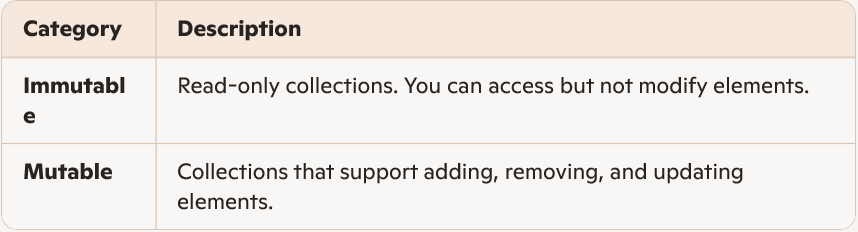 Category Description
Immutabl Read-only collections. You can access but not modify elements.
e
Mutable Collections that support adding, removing, and updating
elements.